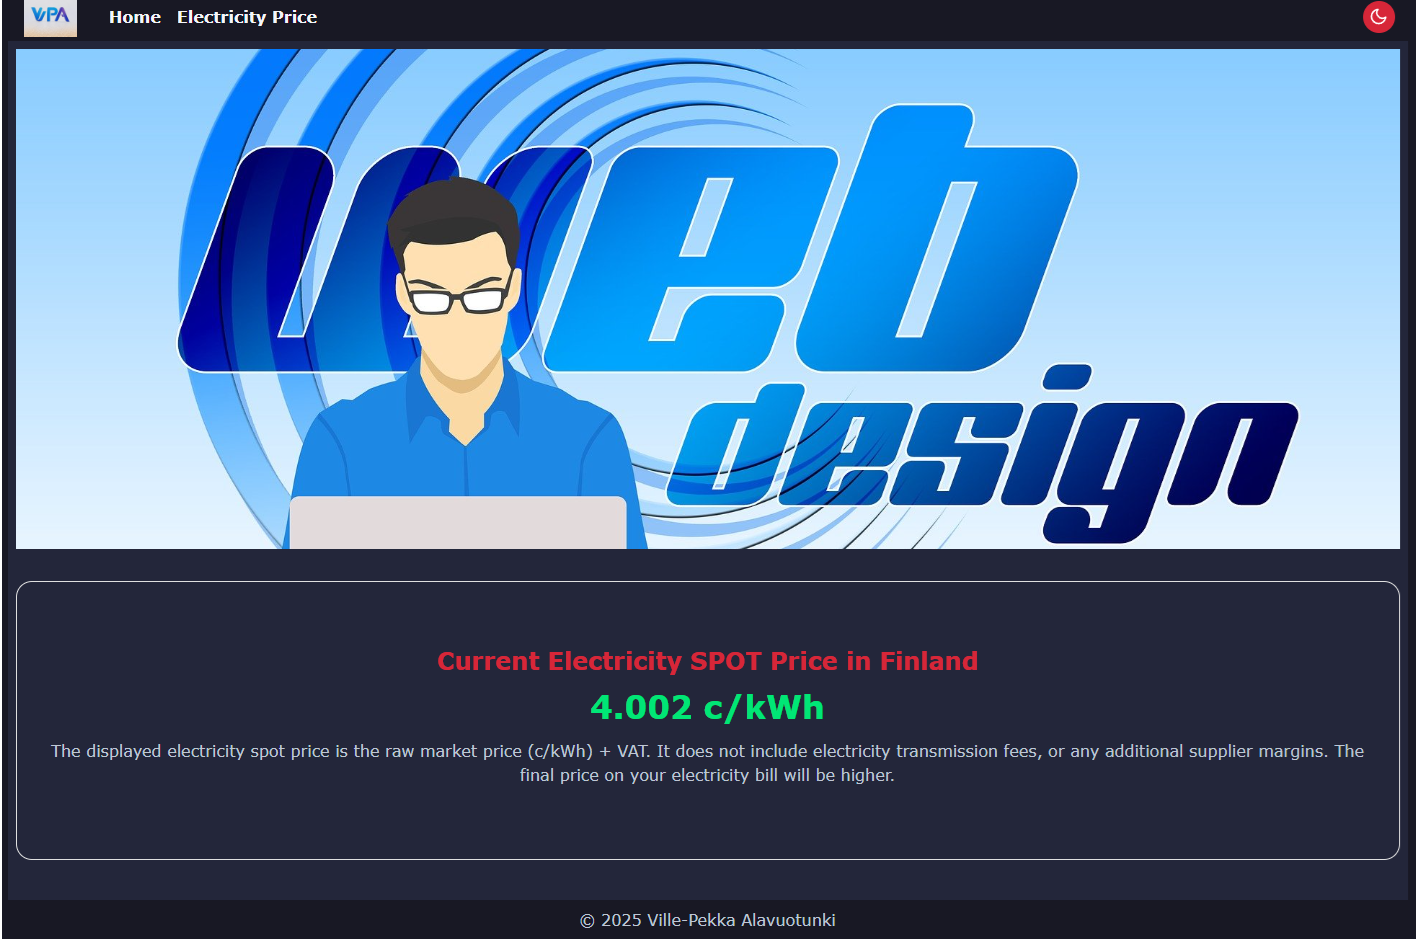 VPA
Home Electricity Price
web
design
Current Electricity SPOT Price in Finland
4.002 c/kWh
The displayed electricity spot price is the raw market price (c/kWh) + VAT. It does not include electricity transmission fees, or any additional supplier margins. The
final price on your electricity bill will be higher.
© 2025 Ville-Pekka Alavuotunki